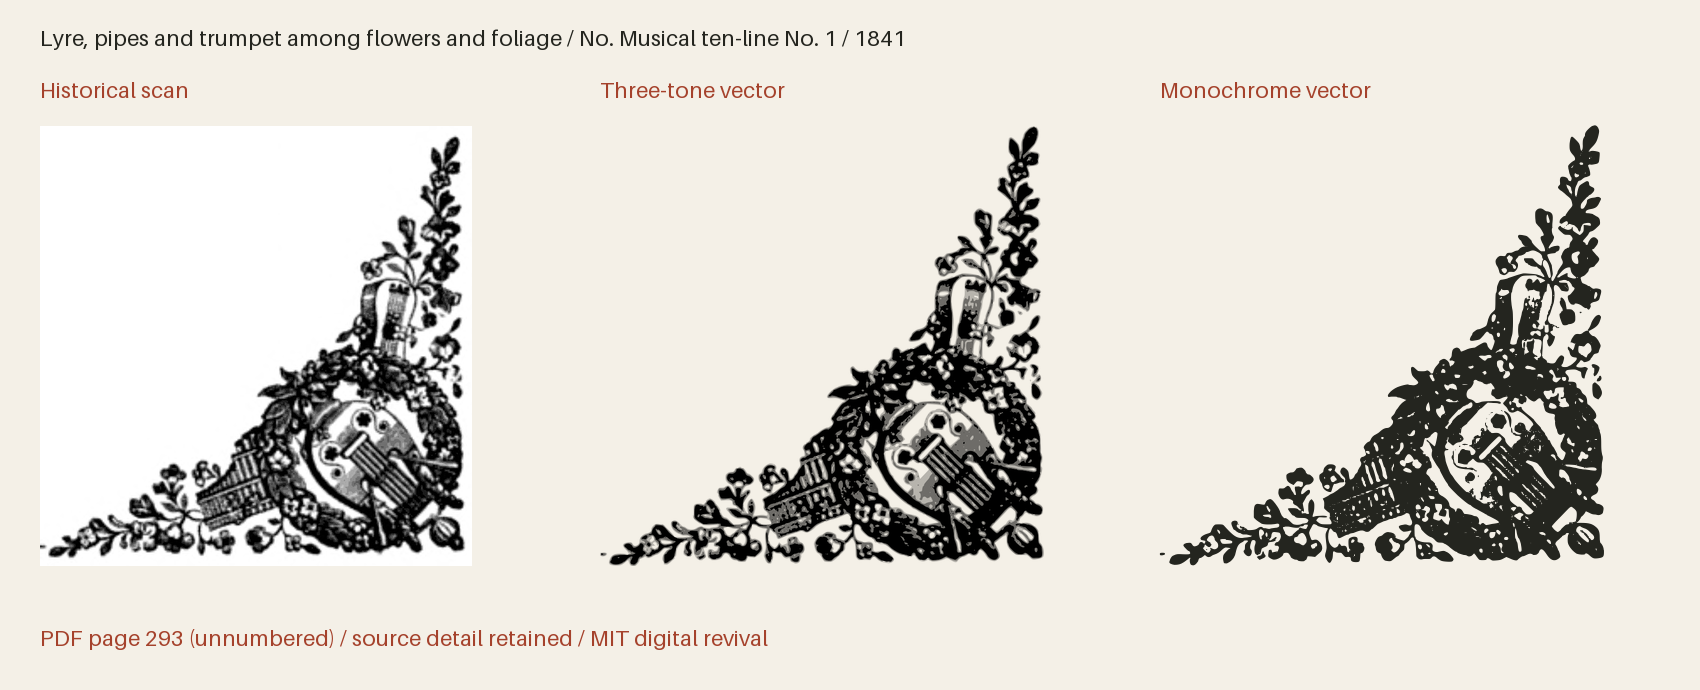 Lyre, pipes and trumpet among flowers and foliage / No. Musical ten-line No. 1 / 1841
Historical scan
Three-tone vector
Monochrome vector
PDF page 293 (unnumbered) / source detail retained / MIT digital revival